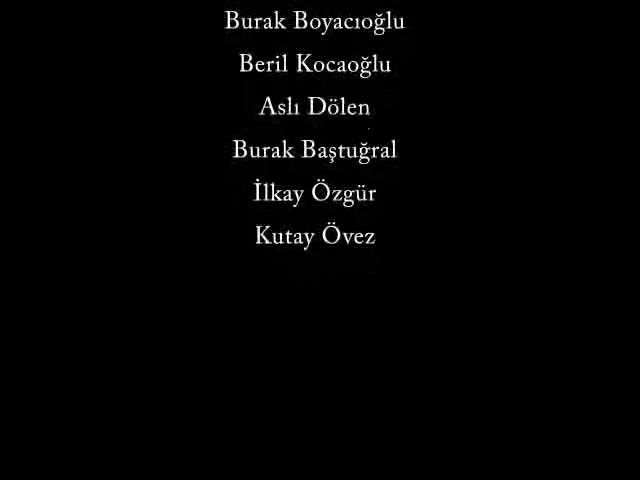 Burak Boyacıoğlu
Beril Kocaoğlu
Aslı Dölen
Burak Baştuğral
İlkay Özgür
Kutay Övez